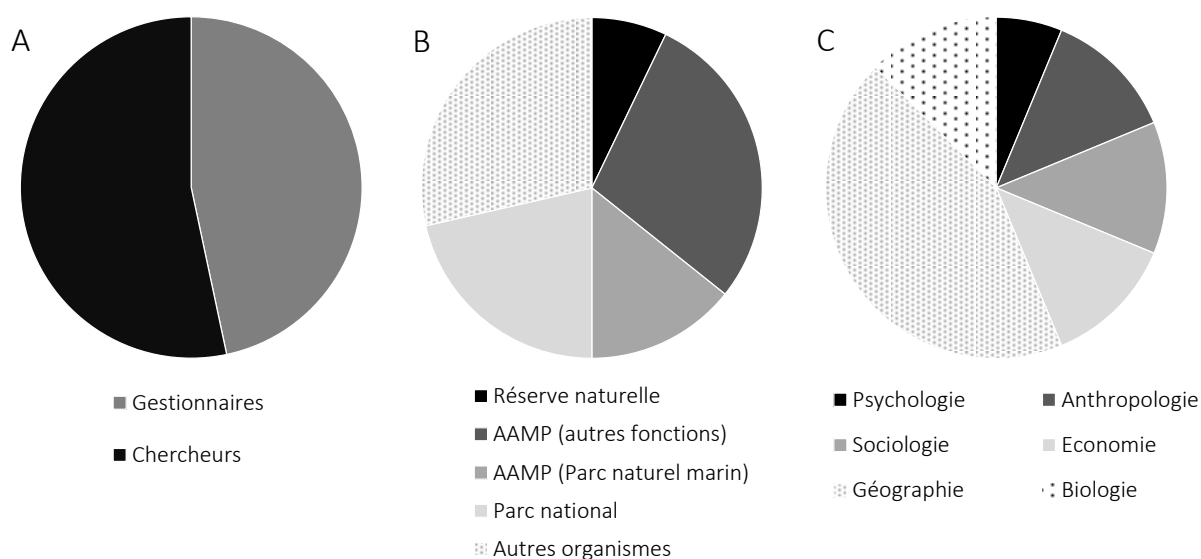 A
B
C
Gestionnaires
Chercheurs
Réserve naturelle
AAMP (autres fonctions)
AAMP (Parc naturel marin)
Parc national
Autres organismes
Psychologie
Anthropologie
Sociologie
Economie
Géographie
Biologie